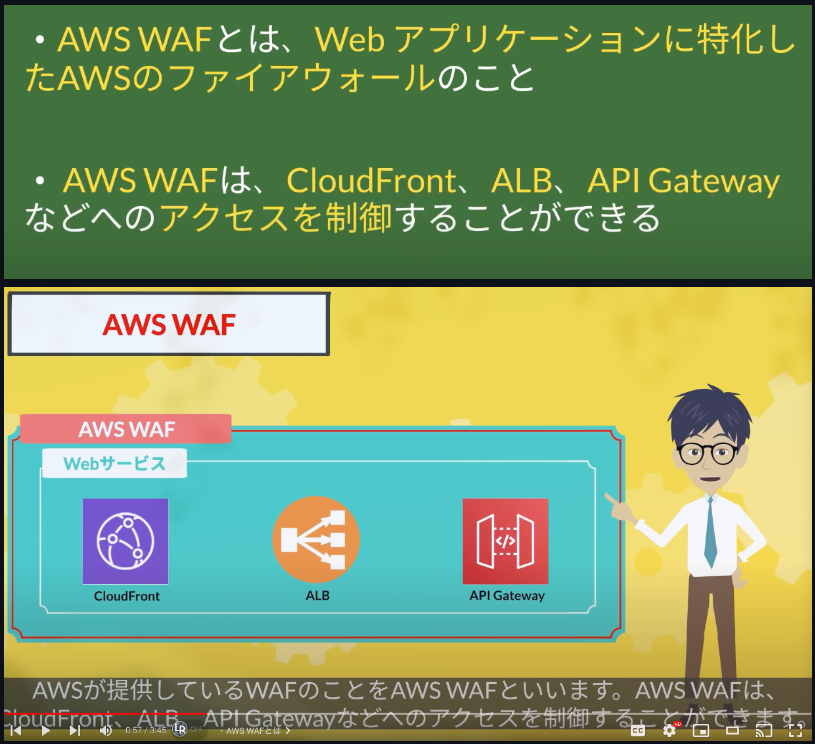 ・AWS WAFとは、Web アプリケーションに特化し
たAWSのファイアウォールのこと
・ AWS WAFは、CloudFront、ALB、API Gateway
などへのアクセスを制御することができる
AWS WAF
AWS WAF
Webサービス
CloudFront
ALB
API Gateway
AWSが提供しているWAFのことをAWS WAFといいます。AWS WAFは、
CloudFront、ALB、API Gatewayなどへのアクセスを制御することができます。
0:57 / 3:45
・AWS WAFとは
CC
HD